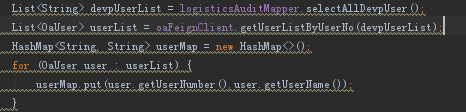 List<String> devpUserList = logisticsAuditMapper.selectAllDevpUser();
List<OaUser> userList = oaFeignClient.getUserListByUserNo(devpUserList);
HashMap<String, String> userMap = new HashMap<>();
for (OaUser user : userList) {
userMap.put(user.getUserNumber(),user.getUserName());
}